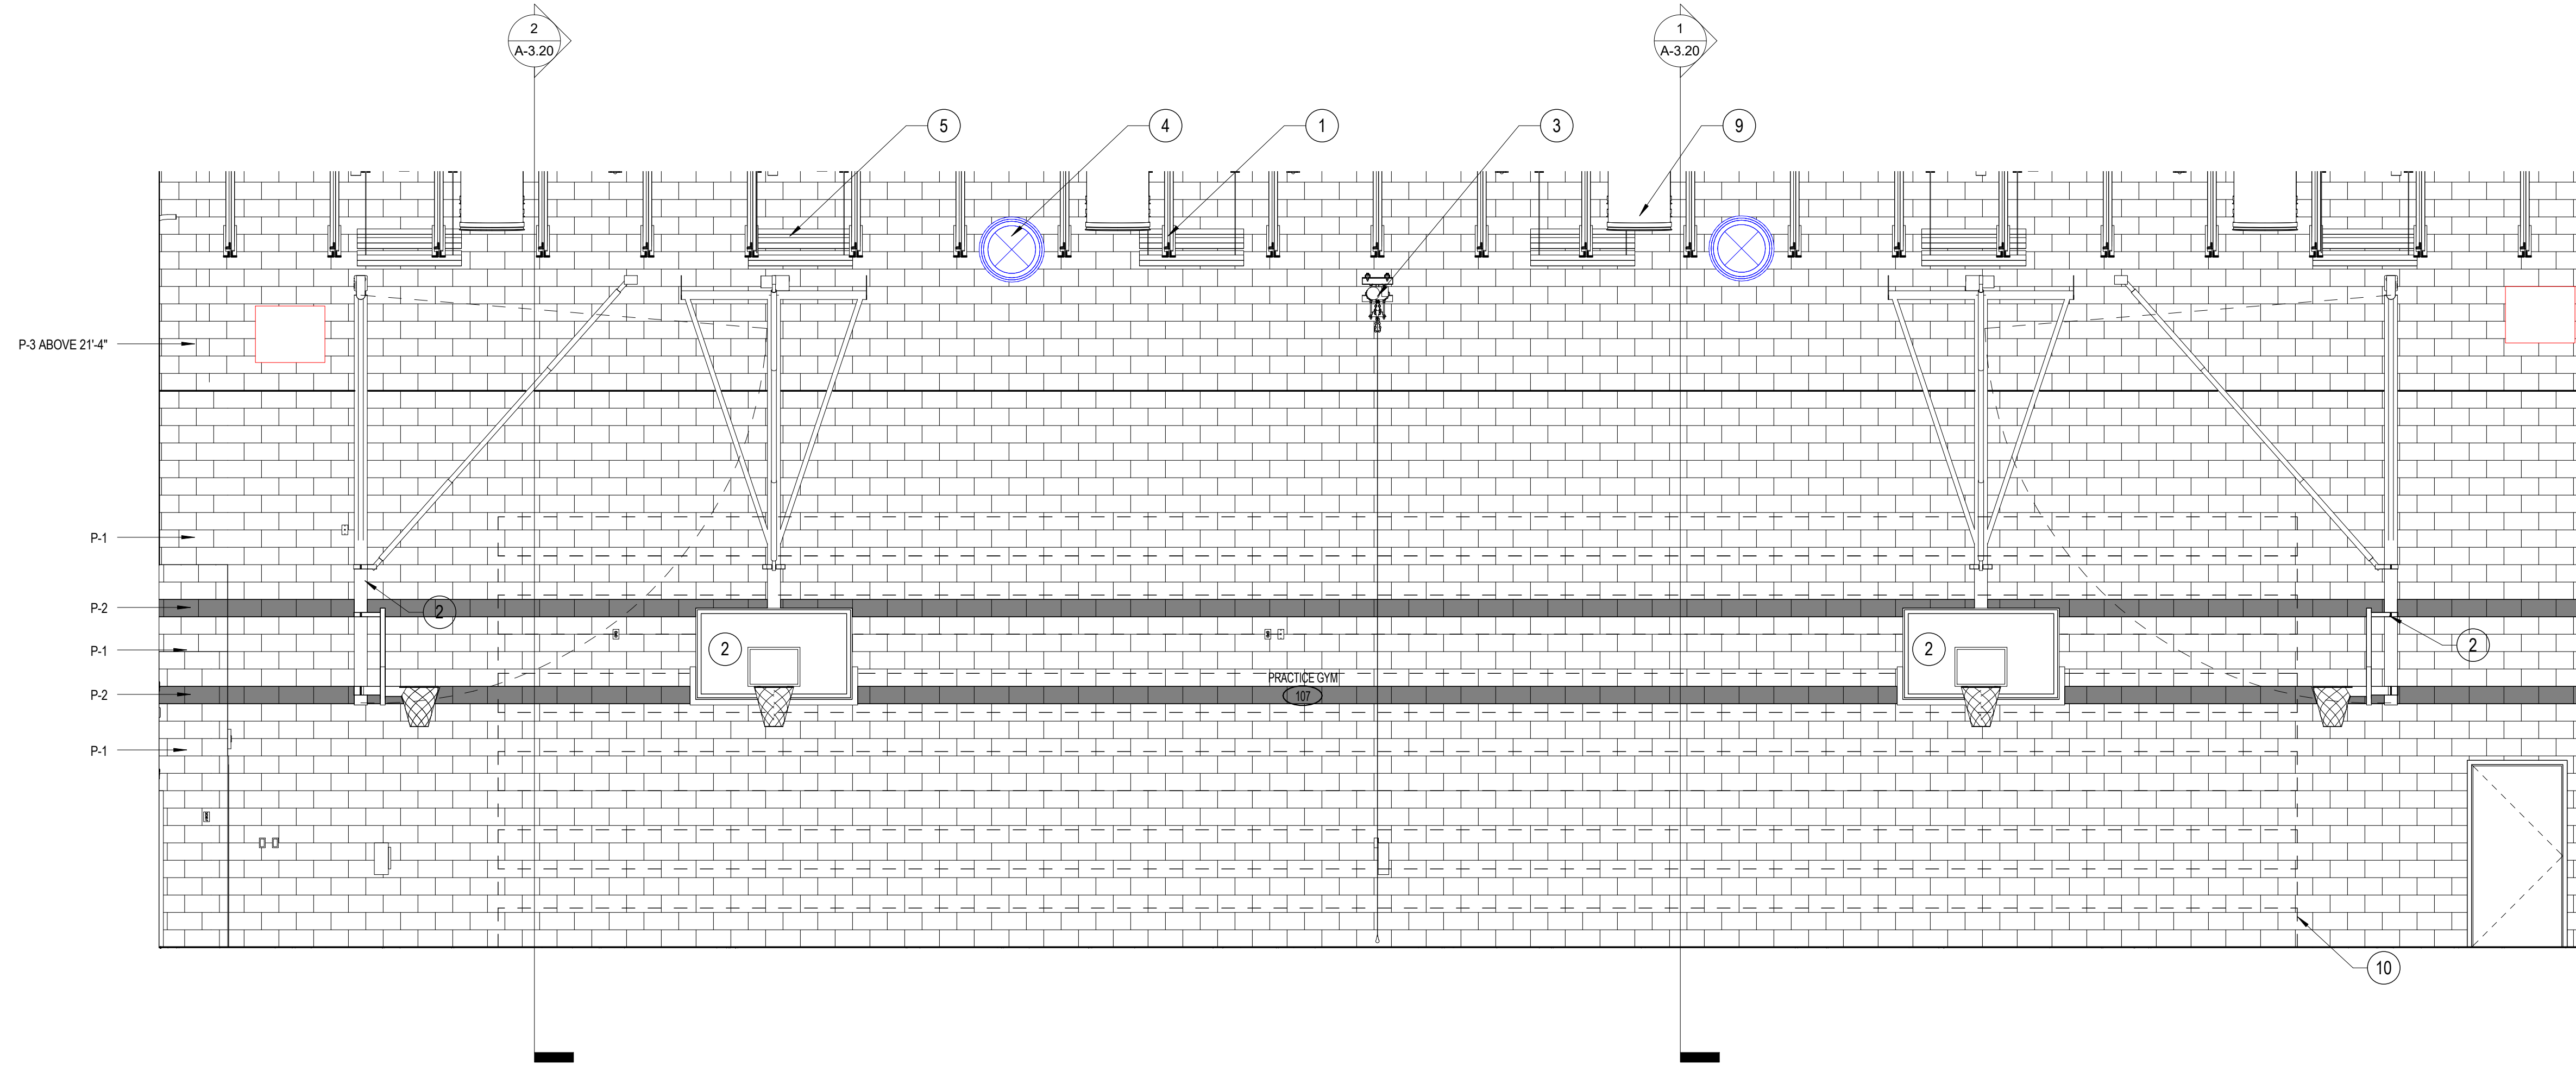 2
A-3.20
1
A-3.20
5
4
1
3
9
P-3 ABOVE 21'-4"
P-1
P-2
2
P-1
2
2
2
P-2
PRACTICE GYM
107
P-1
10